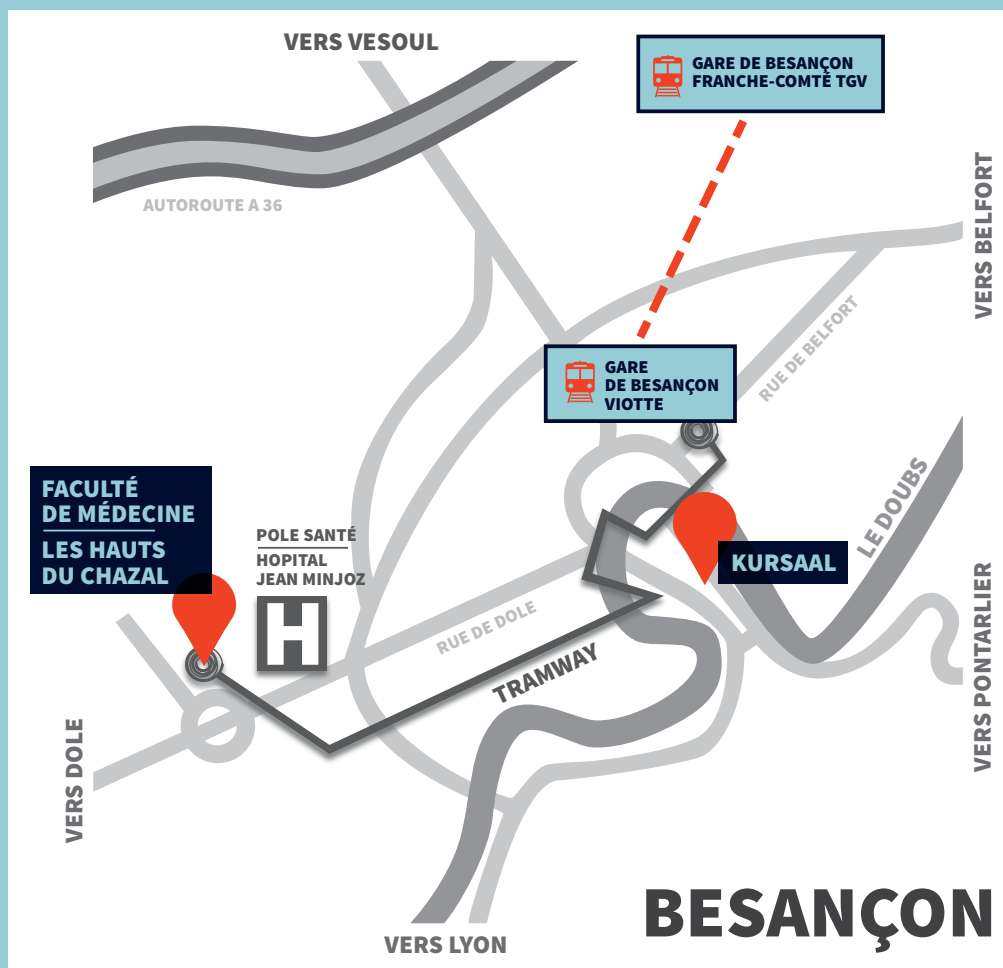 VERS VESOUL
GARE DE BESANÇON
FRANCHE-COMTÉ TGV
AUTOROUTE A 36
VERS BELFORT
RUE DE BELFORT
GARE
DE BESANÇON
VIOTTE
LE DOUBS
FACULTÉ
DE MÉDECINE
LES HAUTS
DU CHAZAL
POLE SANTÉ
HOPITAL
JEAN MINJOZ
H
KURSAAL
RUE DE DOLE
TRAMWAY
VERS PONTARLIER
VERS DOLE
VERS LYON
BESANÇON